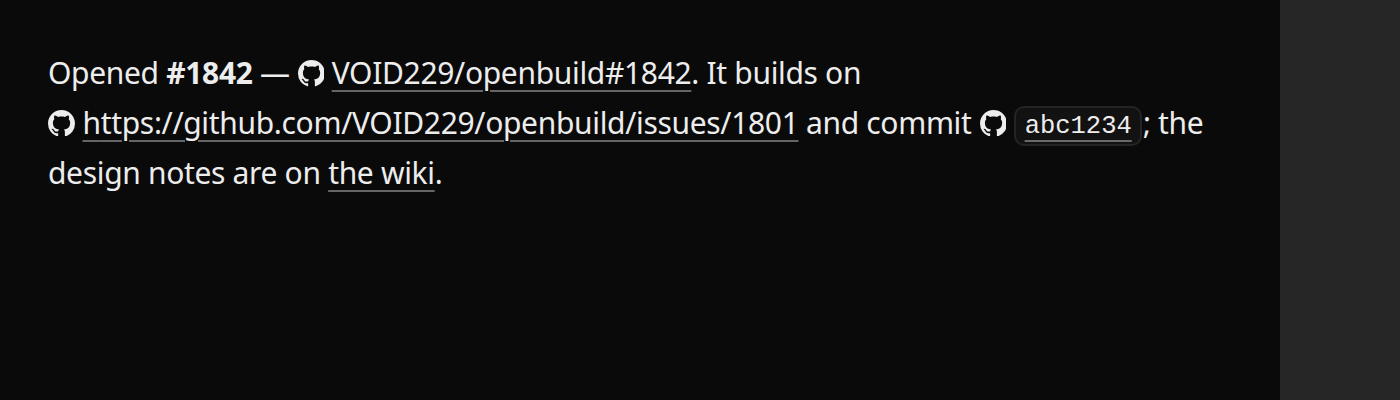 Opened #1842 — VOID229/openbuild#1842. It builds on
https://github.com/VOID229/openbuild/issues/1801 and commit abc1234; the
design notes are on the wiki.